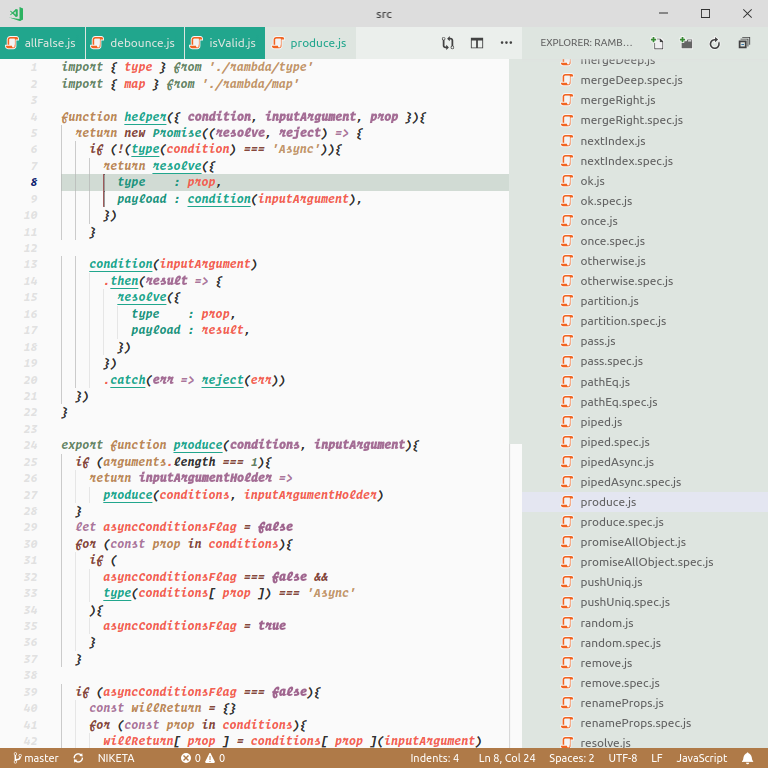 src
allFalse.js debounce.js isValid.js produce.js
EXPLORER: RAMB...
1 import { type } from './rambda/type'
2 import { map } from './rambda/map'
3
4 function helper({ condition, inputArgument, prop }){
5 return new Promise((resolve, reject) => {
6 if (!(type(condition) === 'Async')){
7 return resolve({
8 type : prop,
9 payload : condition(inputArgument),
10 })
11 }
12
13 condition(inputArgument)
14 .then(result => {
15 resolve({
16 type : prop,
17 payload : result,
18 })
19 })
20 .catch(err => reject(err))
21 })
22 }
23
24 export function produce(conditions, inputArgument){
25 if (arguments.length === 1){
26 return inputArgumentHolder =>
27 produce(conditions, inputArgumentHolder)
28 }
29 let asyncConditionsFlag = false
30 for (const prop in conditions){
31 if (
32 asyncConditionsFlag === false &&
33 type(conditions[ prop ]) === 'Async'
34 ){
35 asyncConditionsFlag = true
36 }
37 }
38
39 if (asyncConditionsFlag === false){
40 const willReturn = {}
41 for (const prop in conditions){
42 willReturn[ prop ] = conditions[ prop ](inputArgument)
mergeDeep.js
mergeDeep.spec.js
mergeRight.js
mergeRight.spec.js
nextIndex.js
nextIndex.spec.js
ok.js
ok.spec.js
once.js
once.spec.js
otherwise.js
otherwise.spec.js
partition.js
partition.spec.js
pass.js
pass.spec.js
pathEq.js
pathEq.spec.js
piped.js
piped.spec.js
pipedAsync.js
pipedAsync.spec.js
produce.js
produce.spec.js
promiseAllObject.js
promiseAllObject.spec.js
pushUniq.js
pushUniq.spec.js
random.js
random.spec.js
remove.js
remove.spec.js
renameProps.js
renameProps.spec.js
resolve.js
master NIKETA 0 0 Indents: 4 Ln 8, Col 24 Spaces: 2 UTF-8 LF JavaScript